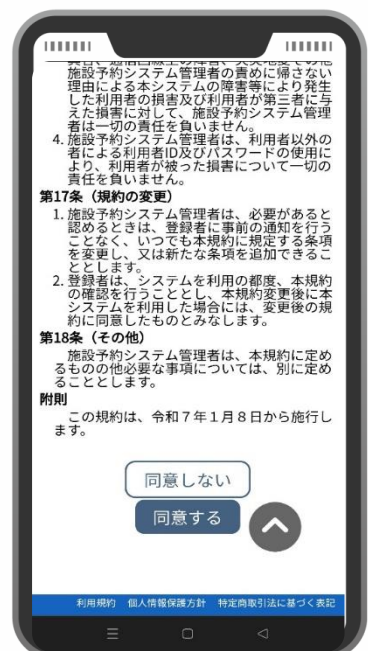 施設予約システム管理者の責めに帰さない
理由による本システムの障害等により発生
した利用者の損害及び利用者が第三者に与
えた損害に対して、施設予約システム管理
者は一切の責任を負いません。
4. 施設予約システム管理者は、利用者以外の
者による利用者ID及びパスワードの使用に
より、利用者が被った損害について一切の
責任を負いません。
第17条（規約の変更）
1. 施設予約システム管理者は、必要があると
認めるときは、登録者に事前の通知を行う
ことなく、いつでも本規約に規定する条項
を変更し、又は新たな条項を追加できるこ
ととします。
2. 登録者は、システムを利用の都度、本規約
の確認を行うこととし、本規約変更後に本
システムを利用した場合には、変更後の規
約に同意したものとみなします。
第18条（その他）
施設予約システム管理者は、本規約に定め
るものの他必要な事項については、別に定め
ることとします。
附則
この規約は、令和７年１月８日から施行し
ます。
同意しない
同意する
利用規約 個人情報保護方針 特定商取引法に基づく表記